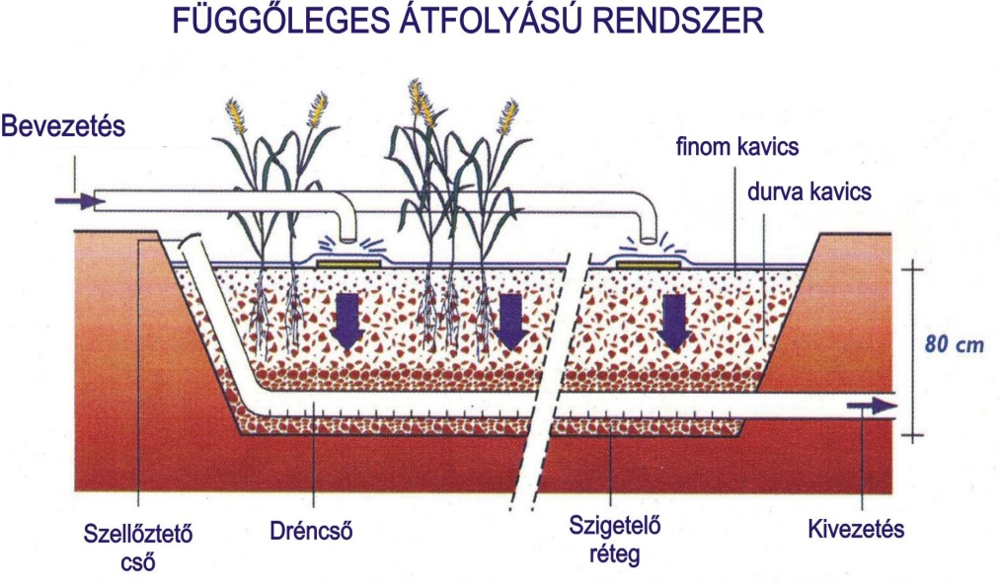 FÜGGŐLEGES ÁTFOLYÁSÚ RENDSZER
Bevezetés
finom kavics
durva kavics
80 cm
Szellőztető
cső
Dréncső
Szigetelő
réteg
Kivezetés